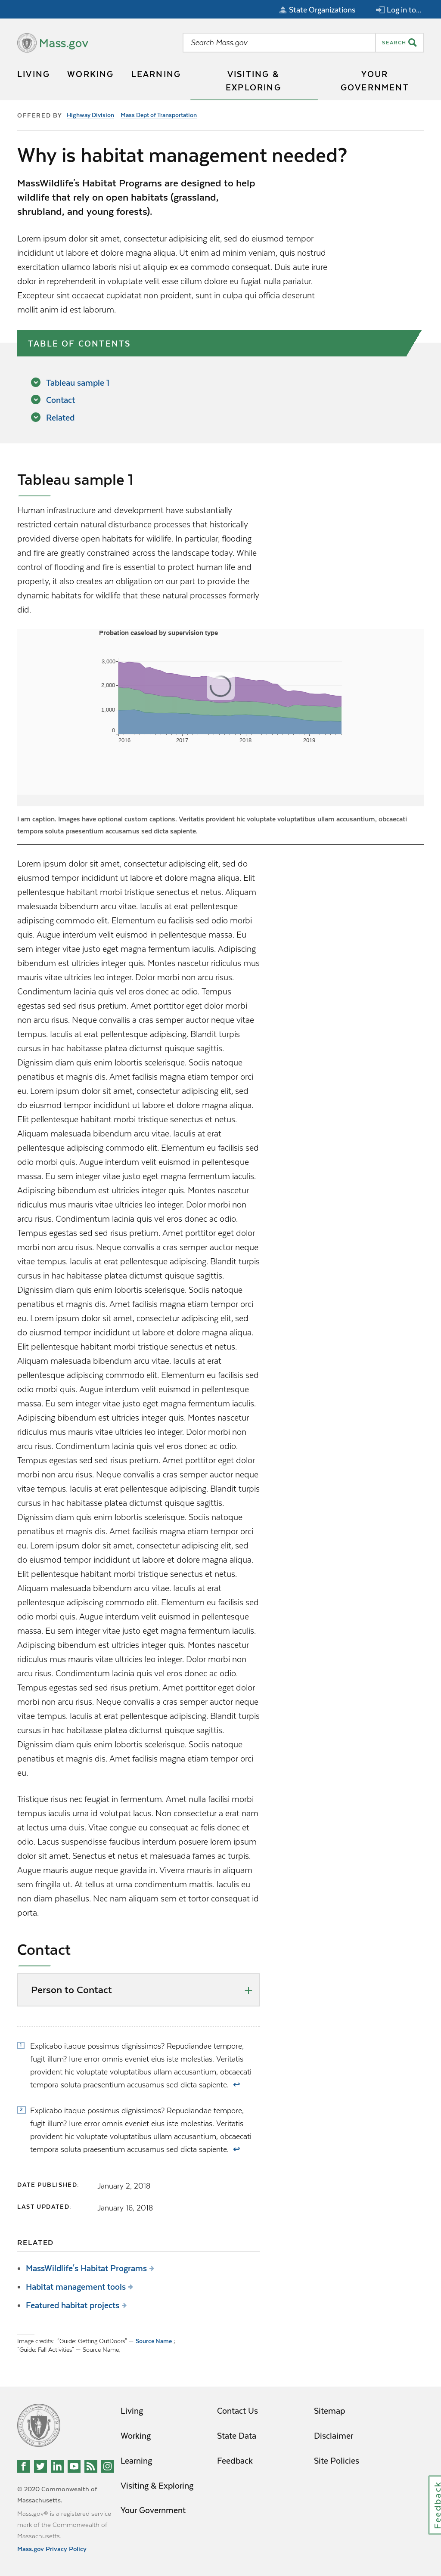 State Organizations
Log in to...
Mass.gov
Search Mass.gov
SEARCH
LIVING
WORKING
LEARNING
VISITING &
EXPLORING
YOUR
GOVERNMENT
OFFERED BY Highway Division Mass Dept of Transportation
Why is habitat management needed?
MassWildlife's Habitat Programs are designed to help
wildlife that rely on open habitats (grassland,
shrubland, and young forests).
Lorem ipsum dolor sit amet, consectetur adipisicing elit, sed do eiusmod tempor
incididunt ut labore et dolore magna aliqua. Ut enim ad minim veniam, quis nostrud
exercitation ullamco laboris nisi ut aliquip ex ea commodo consequat. Duis aute irure
dolor in reprehenderit in voluptate velit esse cillum dolore eu fugiat nulla pariatur.
Excepteur sint occaecat cupidatat non proident, sunt in culpa qui officia deserunt
mollit anim id est laborum.
TABLE OF CONTENTS
Tableau sample 1
Contact
Related
Tableau sample 1
Human infrastructure and development have substantially
restricted certain natural disturbance processes that historically
provided diverse open habitats for wildlife. In particular, flooding
and fire are greatly constrained across the landscape today. While
control of flooding and fire is essential to protect human life and
property, it also creates an obligation on our part to provide the
dynamic habitats for wildlife that these natural processes formerly
did.
Probation caseload by supervision type
3,000
2,000
1,000
0
2016
2017
2018
2019
I am caption. Images have optional custom captions. Veritatis provident hic voluptate voluptatibus ullam accusantium, obcaecati
tempora soluta praesentium accusamus sed dicta sapiente.
Lorem ipsum dolor sit amet, consectetur adipiscing elit, sed do
eiusmod tempor incididunt ut labore et dolore magna aliqua. Elit
pellentesque habitant morbi tristique senectus et netus. Aliquam
malesuada bibendum arcu vitae. Iaculis at erat pellentesque
adipiscing commodo elit. Elementum eu facilisis sed odio morbi
quis. Augue interdum velit euismod in pellentesque massa. Eu
sem integer vitae justo eget magna fermentum iaculis. Adipiscing
bibendum est ultricies integer quis. Montes nascetur ridiculus mus
mauris vitae ultricies leo integer. Dolor morbi non arcu risus.
Condimentum lacinia quis vel eros donec ac odio. Tempus
egestas sed sed risus pretium. Amet porttitor eget dolor morbi
non arcu risus. Neque convallis a cras semper auctor neque vitae
tempus. Iaculis at erat pellentesque adipiscing. Blandit turpis
cursus in hac habitasse platea dictumst quisque sagittis.
Dignissim diam quis enim lobortis scelerisque. Sociis natoque
penatibus et magnis dis. Amet facilisis magna etiam tempor orci
eu. Lorem ipsum dolor sit amet, consectetur adipiscing elit, sed
do eiusmod tempor incididunt ut labore et dolore magna aliqua.
Elit pellentesque habitant morbi tristique senectus et netus.
Aliquam malesuada bibendum arcu vitae. Iaculis at erat
pellentesque adipiscing commodo elit. Elementum eu facilisis sed
odio morbi quis. Augue interdum velit euismod in pellentesque
massa. Eu sem integer vitae justo eget magna fermentum iaculis.
Adipiscing bibendum est ultricies integer quis. Montes nascetur
ridiculus mus mauris vitae ultricies leo integer. Dolor morbi non
arcu risus. Condimentum lacinia quis vel eros donec ac odio.
Tempus egestas sed sed risus pretium. Amet porttitor eget dolor
morbi non arcu risus. Neque convallis a cras semper auctor neque
vitae tempus. Iaculis at erat pellentesque adipiscing. Blandit turpis
cursus in hac habitasse platea dictumst quisque sagittis.
Dignissim diam quis enim lobortis scelerisque. Sociis natoque
penatibus et magnis dis. Amet facilisis magna etiam tempor orci
eu. Lorem ipsum dolor sit amet, consectetur adipiscing elit, sed
do eiusmod tempor incididunt ut labore et dolore magna aliqua.
Elit pellentesque habitant morbi tristique senectus et netus.
Aliquam malesuada bibendum arcu vitae. Iaculis at erat
pellentesque adipiscing commodo elit. Elementum eu facilisis sed
odio morbi quis. Augue interdum velit euismod in pellentesque
massa. Eu sem integer vitae justo eget magna fermentum iaculis.
Adipiscing bibendum est ultricies integer quis. Montes nascetur
ridiculus mus mauris vitae ultricies leo integer. Dolor morbi non
arcu risus. Condimentum lacinia quis vel eros donec ac odio.
Tempus egestas sed sed risus pretium. Amet porttitor eget dolor
morbi non arcu risus. Neque convallis a cras semper auctor neque
vitae tempus. Iaculis at erat pellentesque adipiscing. Blandit turpis
cursus in hac habitasse platea dictumst quisque sagittis.
Dignissim diam quis enim lobortis scelerisque. Sociis natoque
penatibus et magnis dis. Amet facilisis magna etiam tempor orci
eu. Lorem ipsum dolor sit amet, consectetur adipiscing elit, sed
do eiusmod tempor incididunt ut labore et dolore magna aliqua.
Elit pellentesque habitant morbi tristique senectus et netus.
Aliquam malesuada bibendum arcu vitae. Iaculis at erat
pellentesque adipiscing commodo elit. Elementum eu facilisis sed
odio morbi quis. Augue interdum velit euismod in pellentesque
massa. Eu sem integer vitae justo eget magna fermentum iaculis.
Adipiscing bibendum est ultricies integer quis. Montes nascetur
ridiculus mus mauris vitae ultricies leo integer. Dolor morbi non
arcu risus. Condimentum lacinia quis vel eros donec ac odio.
Tempus egestas sed sed risus pretium. Amet porttitor eget dolor
morbi non arcu risus. Neque convallis a cras semper auctor neque
vitae tempus. Iaculis at erat pellentesque adipiscing. Blandit turpis
cursus in hac habitasse platea dictumst quisque sagittis.
Dignissim diam quis enim lobortis scelerisque. Sociis natoque
penatibus et magnis dis. Amet facilisis magna etiam tempor orci
eu.
Tristique risus nec feugiat in fermentum. Amet nulla facilisi morbi
tempus iaculis urna id volutpat lacus. Non consectetur a erat nam
at lectus urna duis. Vitae congue eu consequat ac felis donec et
odio. Lacus suspendisse faucibus interdum posuere lorem ipsum
dolor sit amet. Senectus et netus et malesuada fames ac turpis.
Augue mauris augue neque gravida in. Viverra mauris in aliquam
sem fringilla ut. At tellus at urna condimentum mattis. Iaculis eu
non diam phasellus. Nec nam aliquam sem et tortor consequat id
porta.
Contact
Person to Contact
1 Explicabo itaque possimus dignissimos? Repudiandae tempore,
fugit illum? Iure error omnis eveniet eius iste molestias. Veritatis
provident hic voluptate voluptatibus ullam accusantium, obcaecati
tempora soluta praesentium accusamus sed dicta sapiente. ↩
2 Explicabo itaque possimus dignissimos? Repudiandae tempore,
fugit illum? Iure error omnis eveniet eius iste molestias. Veritatis
provident hic voluptate voluptatibus ullam accusantium, obcaecati
tempora soluta praesentium accusamus sed dicta sapiente. ↩
DATE PUBLISHED: January 2, 2018
LAST UPDATED: January 16, 2018
RELATED
MassWildlife's Habitat Programs
Habitat management tools
Featured habitat projects
Image credits: "Guide: Getting OutDoors" — Source Name ,
"Guide: Fall Activities" — Source Name,
Living
Working
Learning
Visiting & Exploring
Your Government
Contact Us
State Data
Feedback
Sitemap
Disclaimer
Site Policies
© 2020 Commonwealth of
Massachusetts.
Mass.gov® is a registered service
mark of the Commonwealth of
Massachusetts.
Mass.gov Privacy Policy
Feedback